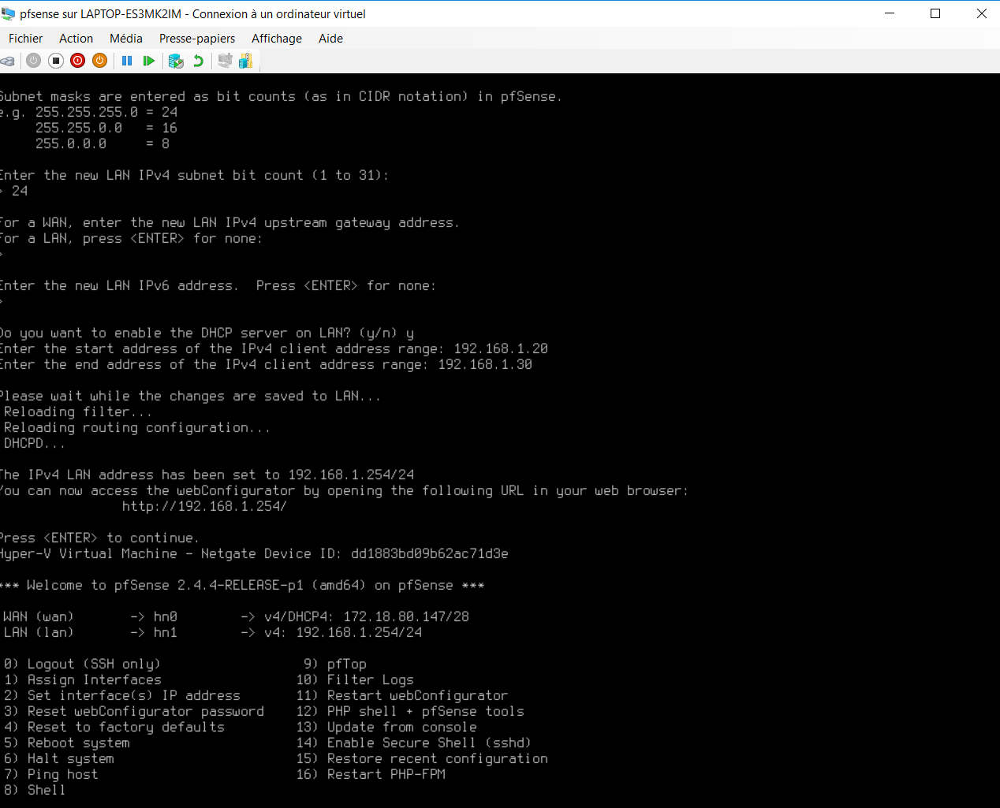 pfsense sur LAPTOP-ES3MK2IM - Connexion à un ordinateur virtuel
Fichier Action Média Presse-papiers Affichage Aide
Subnet masks are entered as bit counts (as in CIDR notation) in pfSense.
e.g. 255.255.255.0 = 24
255.255.0.0 = 16
255.0.0.0 = 8
Enter the new LAN IPv4 subnet bit count (1 to 31):
> 24
For a WAN, enter the new LAN IPv4 upstream gateway address.
For a LAN, press <ENTER> for none:
>
Enter the new LAN IPv6 address. Press <ENTER> for none:
>
Do you want to enable the DHCP server on LAN? (y/n) y
Enter the start address of the IPv4 client address range: 192.168.1.20
Enter the end address of the IPv4 client address range: 192.168.1.30
Please wait while the changes are saved to LAN...
Reloading filter...
Reloading routing configuration...
DHCPD...
The IPv4 LAN address has been set to 192.168.1.254/24
You can now access the webConfigurator by opening the following URL in your web browser:
http://192.168.1.254/
Press <ENTER> to continue.
Hyper-V Virtual Machine - Netgate Device ID: dd1883bd09b62ac71d3e
*** Welcome to pfSense 2.4.4-RELEASE-p1 (amd64) on pfSense ***
WAN (wan) -> hn0 -> v4/DHCP4: 172.18.80.147/28
LAN (lan) -> hn1 -> v4: 192.168.1.254/24
0) Logout (SSH only) 9) pfTop
1) Assign Interfaces 10) Filter Logs
2) Set interface(s) IP address 11) Restart webConfigurator
3) Reset webConfigurator password 12) PHP shell + pfSense tools
4) Reset to factory defaults 13) Update from console
5) Reboot system 14) Enable Secure Shell (sshd)
6) Halt system 15) Restore recent configuration
7) Ping host 16) Restart PHP-FPM
8) Shell